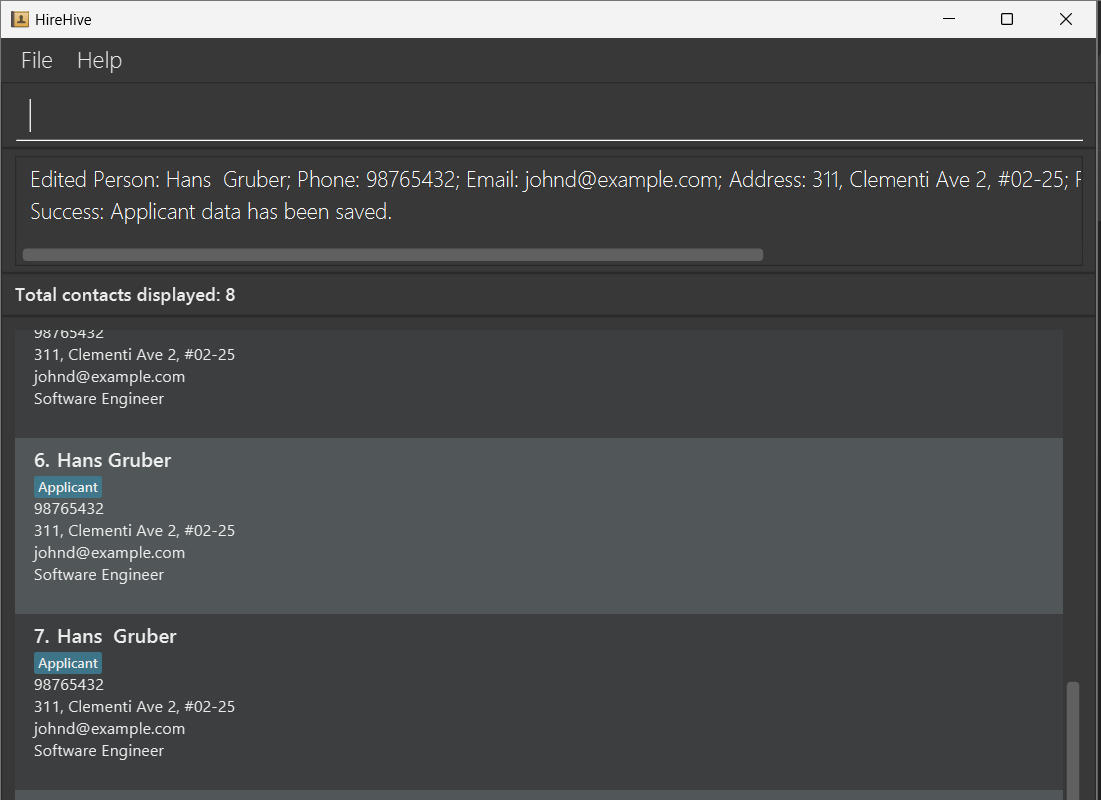 HireHive
File Help
Edited Person: Hans  Gruber; Phone: 98765432; Email: johnd@example.com; Address: 311, Clementi Ave 2, #02-25;
Success: Applicant data has been saved.
Total contacts displayed: 8
98765432
311, Clementi Ave 2, #02-25
johnd@example.com
Software Engineer
6. Hans Gruber
Applicant
98765432
311, Clementi Ave 2, #02-25
johnd@example.com
Software Engineer
7. Hans  Gruber
Applicant
98765432
311, Clementi Ave 2, #02-25
johnd@example.com
Software Engineer